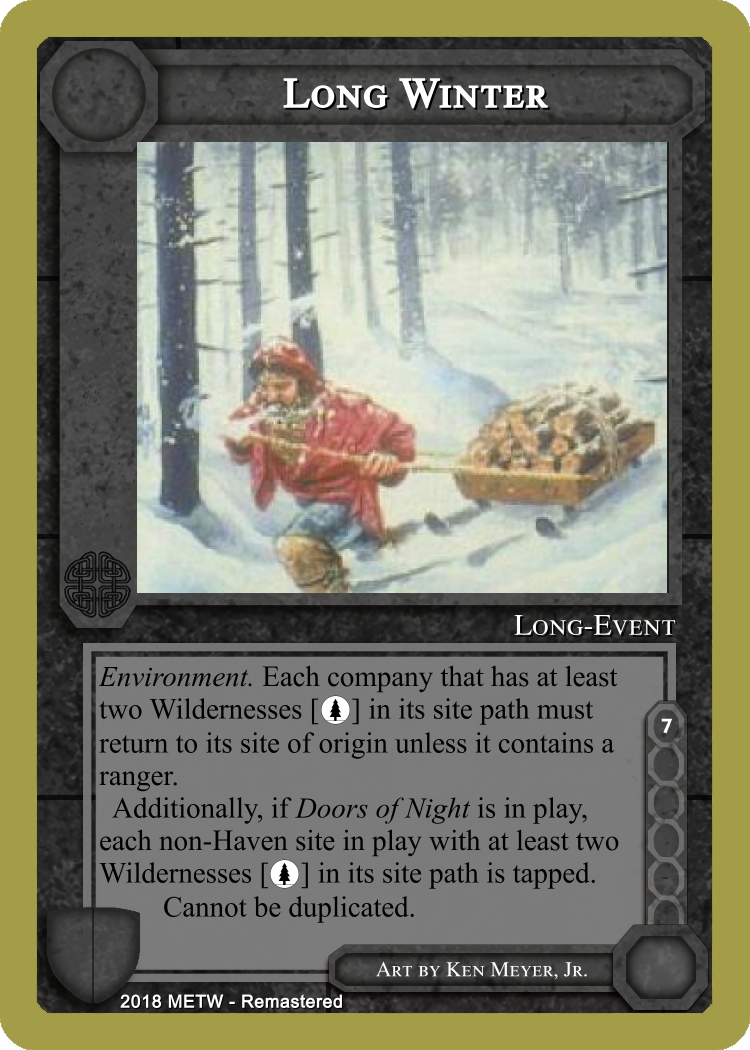 Long Winter
Long-Event
Environment. Each company that has at least
two Wildernesses [ ] in its site path must
return to its site of origin unless it contains a
ranger.
Additionally, if Doors of Night is in play,
each non-Haven site in play with at least two
Wildernesses [ ] in its site path is tapped.
Cannot be duplicated.
7
Art by Ken Meyer, Jr.
2018 METW - Remastered